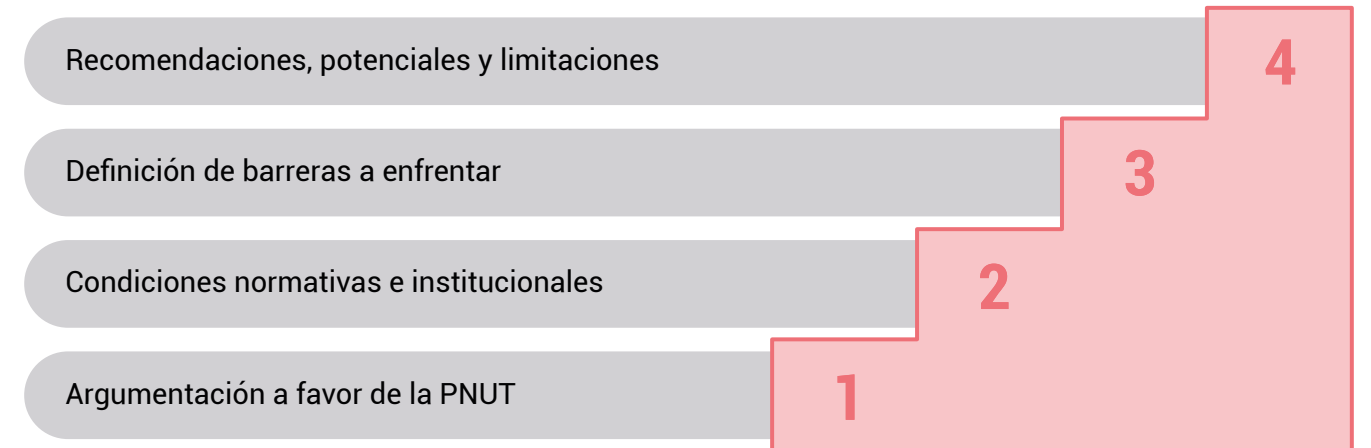 Recomendaciones, potenciales y limitaciones
4
Definición de barreras a enfrentar
3
Condiciones normativas e institucionales
2
Argumentación a favor de la PNUT
1